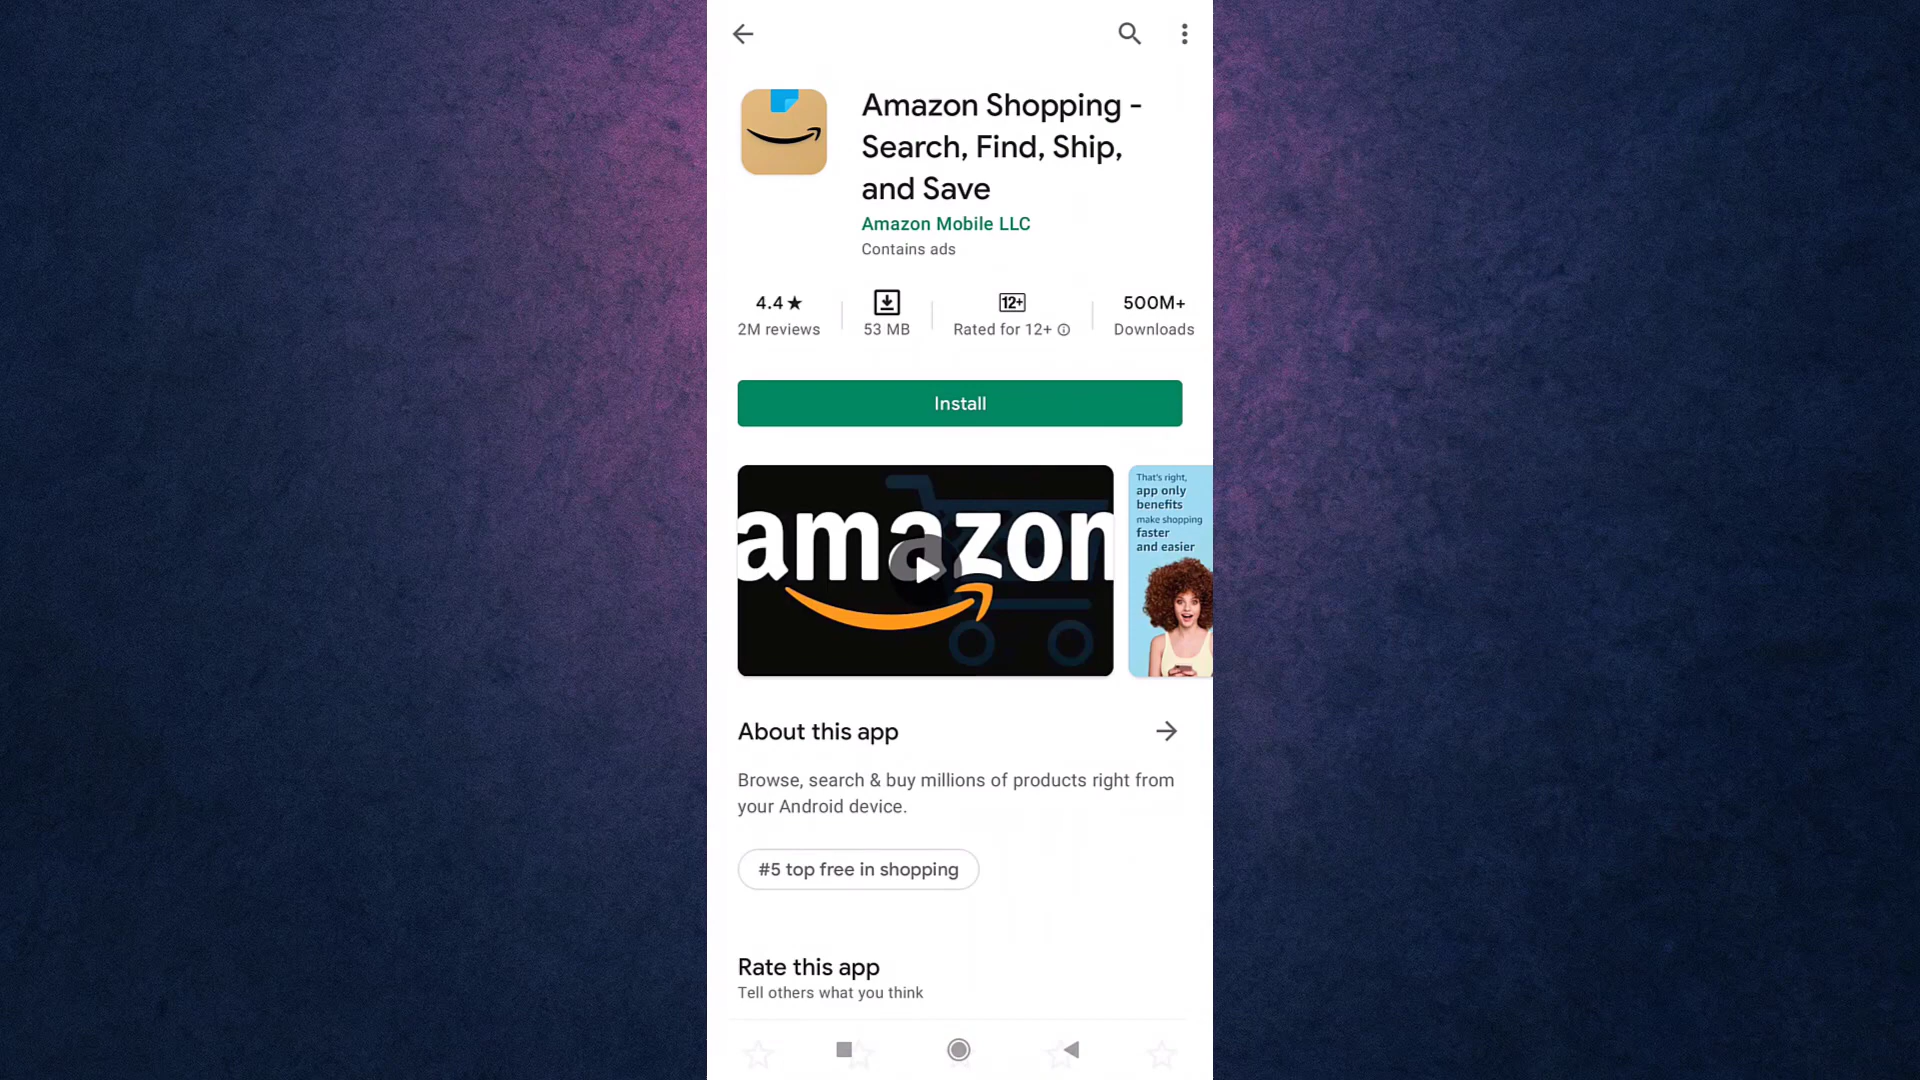 Amazon Shopping -
Search, Find, Ship,
and Save
Amazon Mobile LLC
Contains ads
4.4★
2M reviews
53 MB
12+
Rated for 12+
500M+
Downloads
Install
amazon
That's right,
app only
benefits
make shopping
faster
and easier
About this app
Browse, search & buy millions of products right from
your Android device.
#5 top free in shopping
Rate this app
Tell others what you think